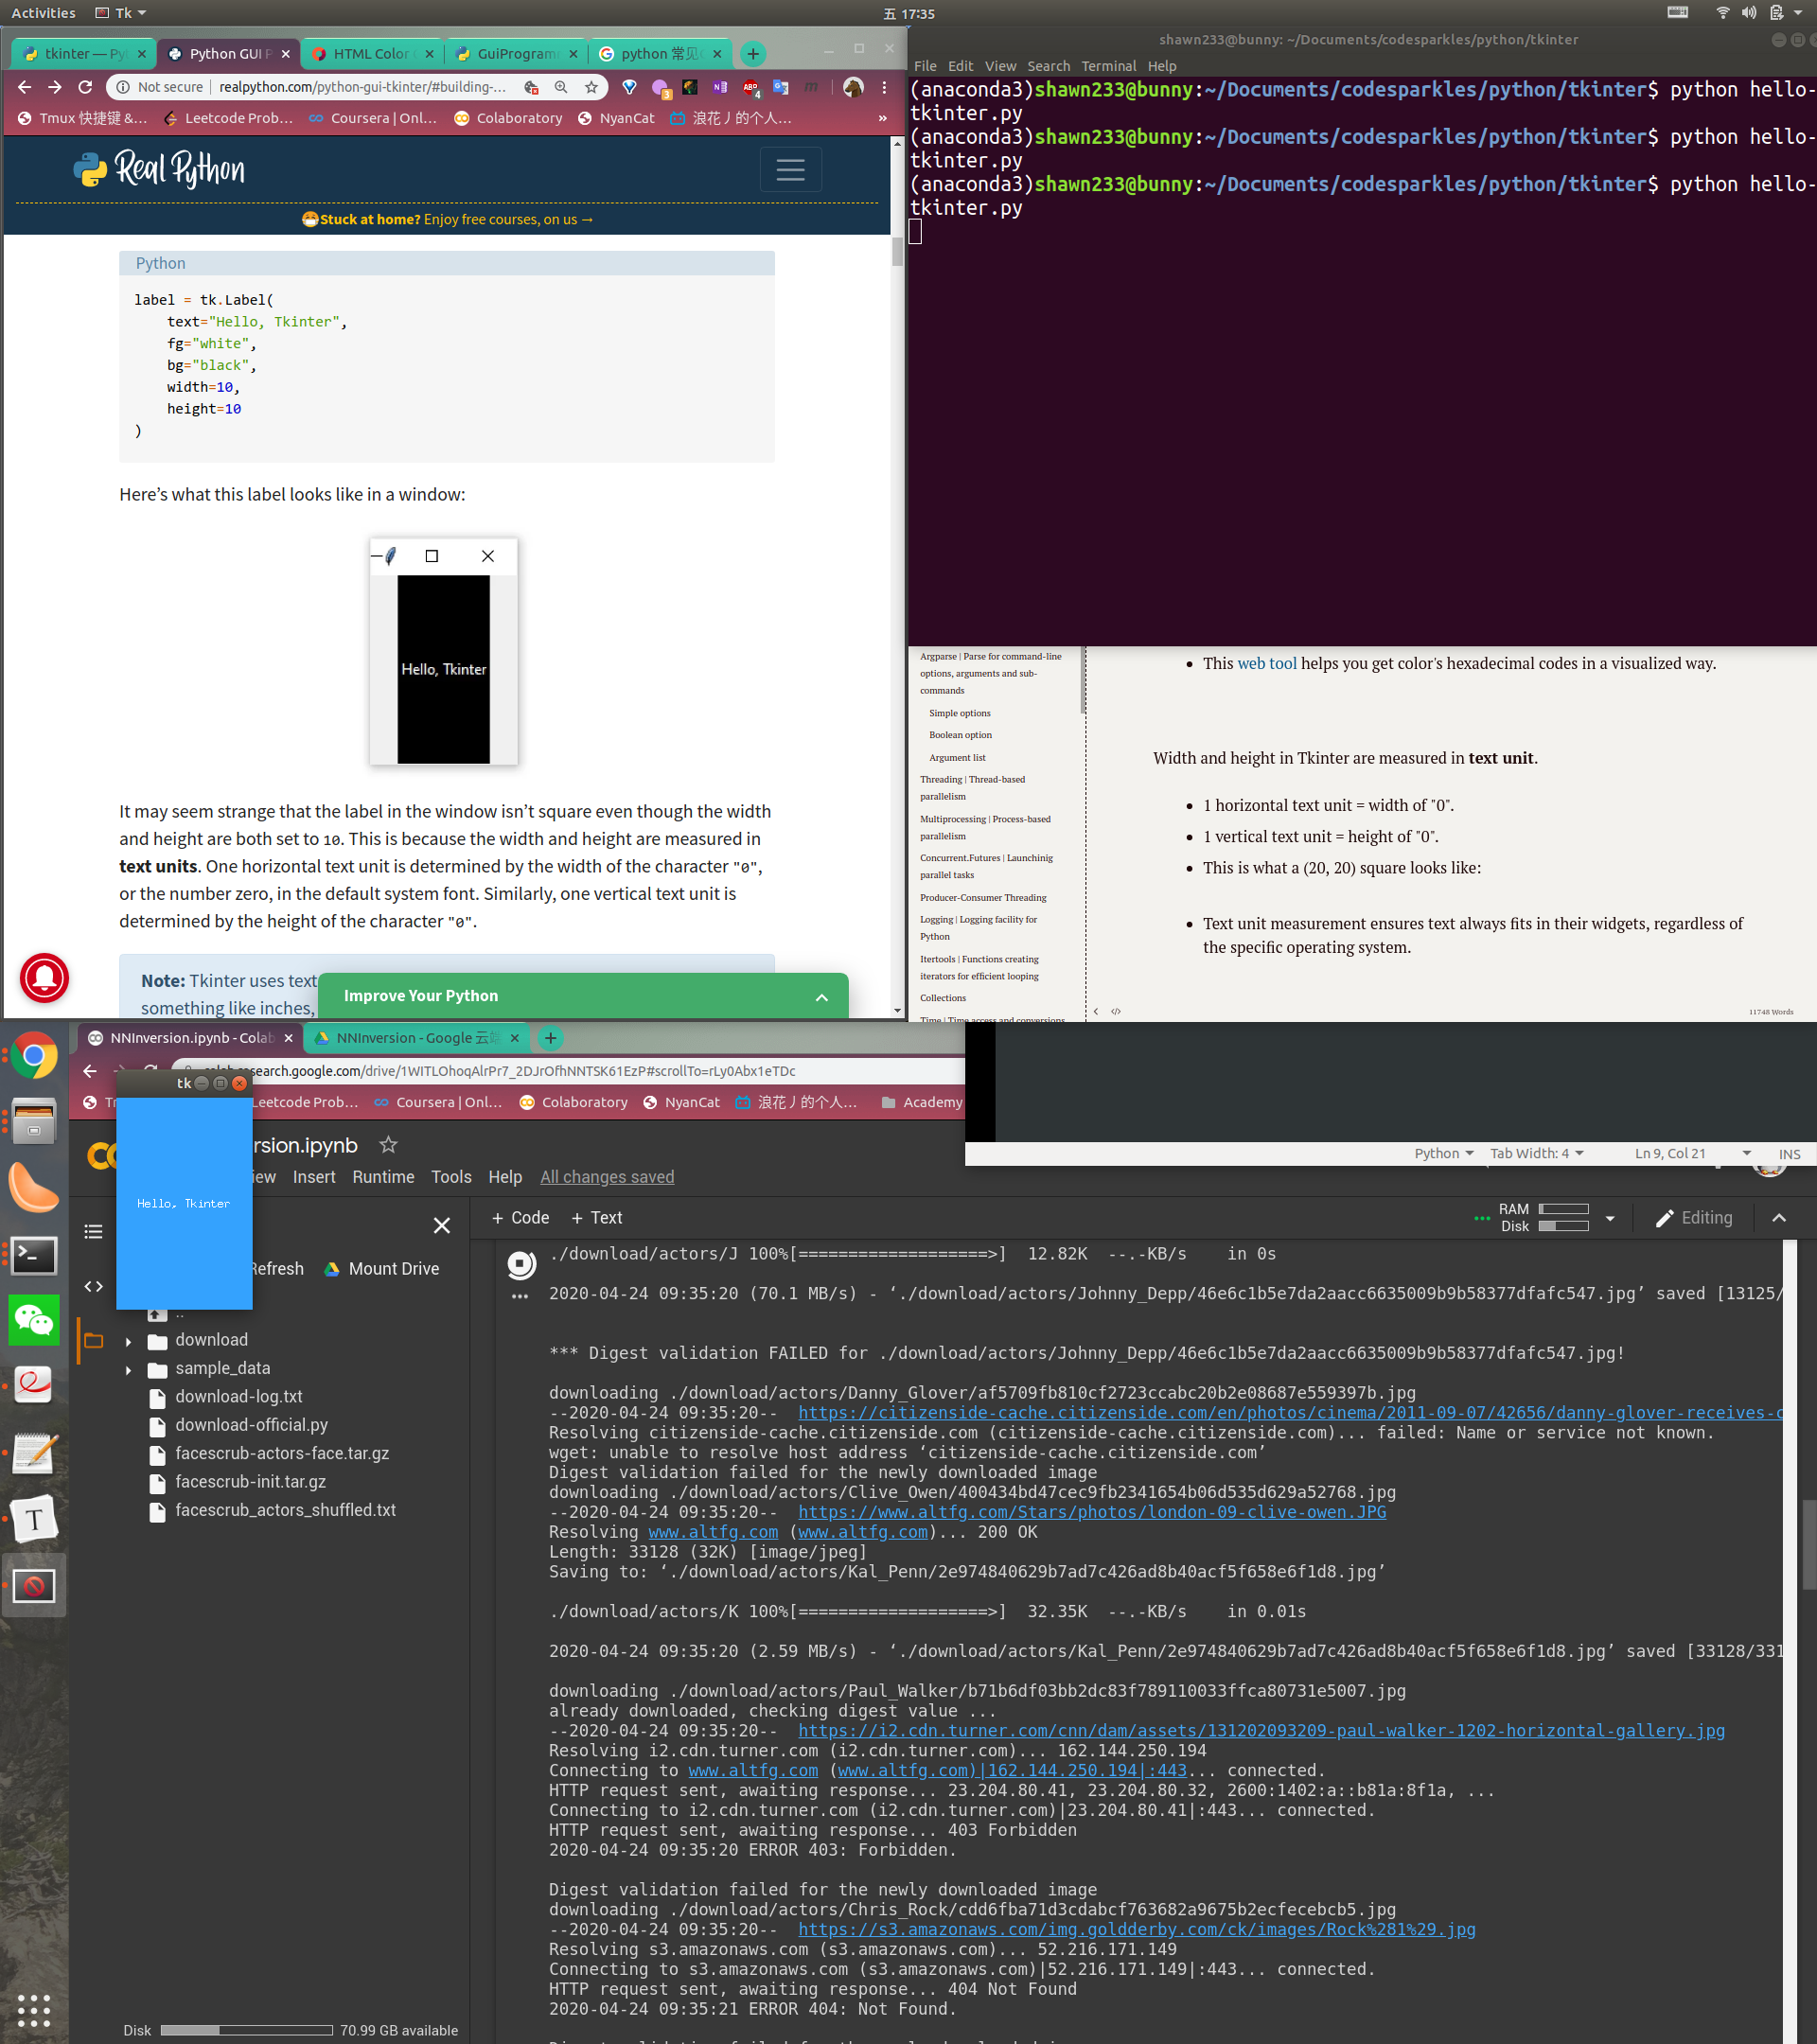 Activities
Tk
五 17:35
tkinter — Pyt
Python GUI P
HTML Color
GuiProgram
python 常见
Not secure
realpython.com/python-gui-tkinter/#building-...
3
4
Tmux 快捷键 &...
Leetcode Prob...
Coursera | Onl...
Colaboratory
NyanCat
浪花丿的个人...
»
Real Python
Stuck at home? Enjoy free courses, on us →
Python
label = tk.Label(
text="Hello, Tkinter",
fg="white",
bg="black",
width=10,
height=10
)
Here's what this label looks like in a window:
Hello, Tkinter
It may seem strange that the label in the window isn't square even though the width
and height are both set to 10. This is because the width and height are measured in
text units. One horizontal text unit is determined by the width of the character "0",
or the number zero, in the default system font. Similarly, one vertical text unit is
determined by the height of the character "0".
Note: Tkinter uses text
something like inches,
Improve Your Python
shawn233@bunny: ~/Documents/codesparkles/python/tkinter
File Edit View Search Terminal Help
(anaconda3)shawn233@bunny:~/Documents/codesparkles/python/tkinter$ python hello-
tkinter.py
(anaconda3)shawn233@bunny:~/Documents/codesparkles/python/tkinter$ python hello-
tkinter.py
(anaconda3)shawn233@bunny:~/Documents/codesparkles/python/tkinter$ python hello-
tkinter.py
Argparse | Parse for command-line
options, arguments and sub-
commands
Simple options
Boolean option
Argument list
Threading | Thread-based
parallelism
Multiprocessing | Process-based
parallelism
Concurrent.Futures | Launchinig
parallel tasks
Producer-Consumer Threading
Logging | Logging facility for
Python
Itertools | Functions creating
iterators for efficient looping
Collections
Time | Time access and conversions
This web tool helps you get color's hexadecimal codes in a visualized way.
Width and height in Tkinter are measured in text unit.
1 horizontal text unit = width of "0".
1 vertical text unit = height of "0".
This is what a (20, 20) square looks like:
Text unit measurement ensures text always fits in their widgets, regardless of
the specific operating system.
11748 Words
NNInversion.ipynb - Colab
NNInversion - Google 云端
search.google.com/drive/1WITLOhoqAlrPr7_2DJrOfhNNTSK61EzP#scrollTo=rLy0Abx1eTDc
Leetcode Prob...
Coursera | Onl...
Colaboratory
NyanCat
浪花丿的个人...
Academy
Python
Tab Width: 4
Ln 9, Col 21
INS
tk
Hello, Tkinter
rsion.ipynb
iew Insert Runtime Tools Help All changes saved
+ Code + Text
RAM
Disk
Editing
Refresh
Mount Drive
..
download
sample_data
download-log.txt
download-official.py
facescrub-actors-face.tar.gz
facescrub-init.tar.gz
facescrub_actors_shuffled.txt
Disk
70.99 GB available
./download/actors/J 100%[===================>] 12.82K --.-KB/s in 0s
2020-04-24 09:35:20 (70.1 MB/s) - ‘./download/actors/Johnny_Depp/46e6c1b5e7da2aacc6635009b9b58377dfafc547.jpg’ saved [13125/
*** Digest validation FAILED for ./download/actors/Johnny_Depp/46e6c1b5e7da2aacc6635009b9b58377dfafc547.jpg!
downloading ./download/actors/Danny_Glover/af5709fb810cf2723ccabc20b2e08687e559397b.jpg
--2020-04-24 09:35:20-- https://citizenside-cache.citizenside.com/en/photos/cinema/2011-09-07/42656/danny-glover-receives-c
Resolving citizenside-cache.citizenside.com (citizenside-cache.citizenside.com)... failed: Name or service not known.
wget: unable to resolve host address ‘citizenside-cache.citizenside.com’
Digest validation failed for the newly downloaded image
downloading ./download/actors/Clive_Owen/400434bd47cec9fb2341654b06d535d629a52768.jpg
--2020-04-24 09:35:20-- https://www.altfg.com/Stars/photos/london-09-clive-owen.JPG
Resolving www.altfg.com (www.altfg.com)... 200 OK
Length: 33128 (32K) [image/jpeg]
Saving to: ‘./download/actors/Kal_Penn/2e974840629b7ad7c426ad8b40acf5f658e6f1d8.jpg’
./download/actors/K 100%[===================>] 32.35K --.-KB/s in 0.01s
2020-04-24 09:35:20 (2.59 MB/s) - ‘./download/actors/Kal_Penn/2e974840629b7ad7c426ad8b40acf5f658e6f1d8.jpg’ saved [33128/331
downloading ./download/actors/Paul_Walker/b71b6df03bb2dc83f789110033ffca80731e5007.jpg
already downloaded, checking digest value ...
--2020-04-24 09:35:20-- https://i2.cdn.turner.com/cnn/dam/assets/131202093209-paul-walker-1202-horizontal-gallery.jpg
Resolving i2.cdn.turner.com (i2.cdn.turner.com)... 162.144.250.194
Connecting to www.altfg.com (www.altfg.com)|162.144.250.194|:443... connected.
HTTP request sent, awaiting response... 23.204.80.41, 23.204.80.32, 2600:1402:a::b81a:8f1a, ...
Connecting to i2.cdn.turner.com (i2.cdn.turner.com)|23.204.80.41|:443... connected.
HTTP request sent, awaiting response... 403 Forbidden
2020-04-24 09:35:20 ERROR 403: Forbidden.
Digest validation failed for the newly downloaded image
downloading ./download/actors/Chris_Rock/cdd6fba71d3cdabcf763682a9675b2ecfecebcb5.jpg
--2020-04-24 09:35:20-- https://s3.amazonaws.com/img.goldderby.com/ck/images/Rock%281%29.jpg
Resolving s3.amazonaws.com (s3.amazonaws.com)... 52.216.171.149
Connecting to s3.amazonaws.com (s3.amazonaws.com)|52.216.171.149|:443... connected.
HTTP request sent, awaiting response... 404 Not Found
2020-04-24 09:35:21 ERROR 404: Not Found.